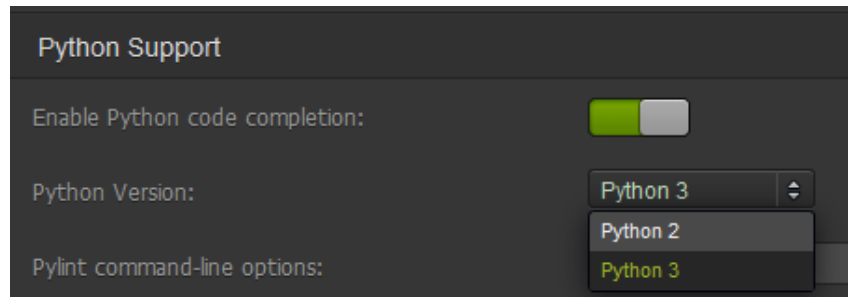 Python Support
Enable Python code completion:
Python Version:
Python 3
Python 2
Pylint command-line options:
Python 3